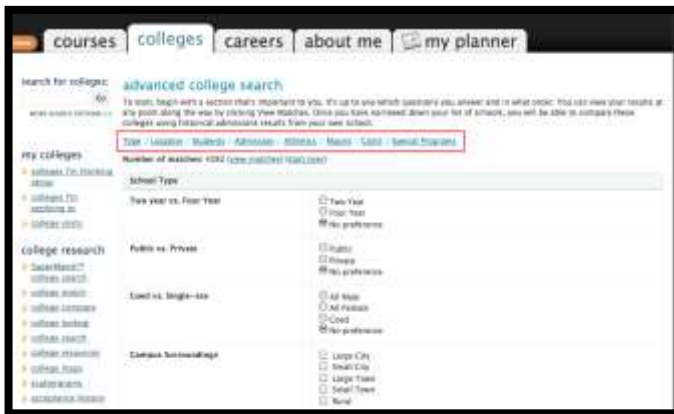 courses colleges careers about me my planner
search for colleges:
Go
advanced college search
To start, begin with a section that's important to you. It's up to you which questions you answer and in what order. You can view your results at
any point along the way by clicking View Matches. Once you have narrowed down your list of schools, you will be able to compare these
colleges using historical admissions results from your own school.
Type - Location - Students - Admission - Athletics - Majors - Costs - Special Programs
Number of matches: (view matches) (start over)
my colleges
colleges I'm thinking
about
colleges I'm
applying to
college visits
college research
SuperMatch™
college search
college match
college compare
college lookup
college search
college resources
college maps
scattergrams
acceptance history
School Type
Two year vs. Four Year
Two Year
Four Year
No preference
Public vs. Private
Public
Private
No preference
Coed vs. Single-sex
All Male
All Female
Coed
No preference
Campus Surroundings
Large City
Small City
Large Town
Small Town
Rural